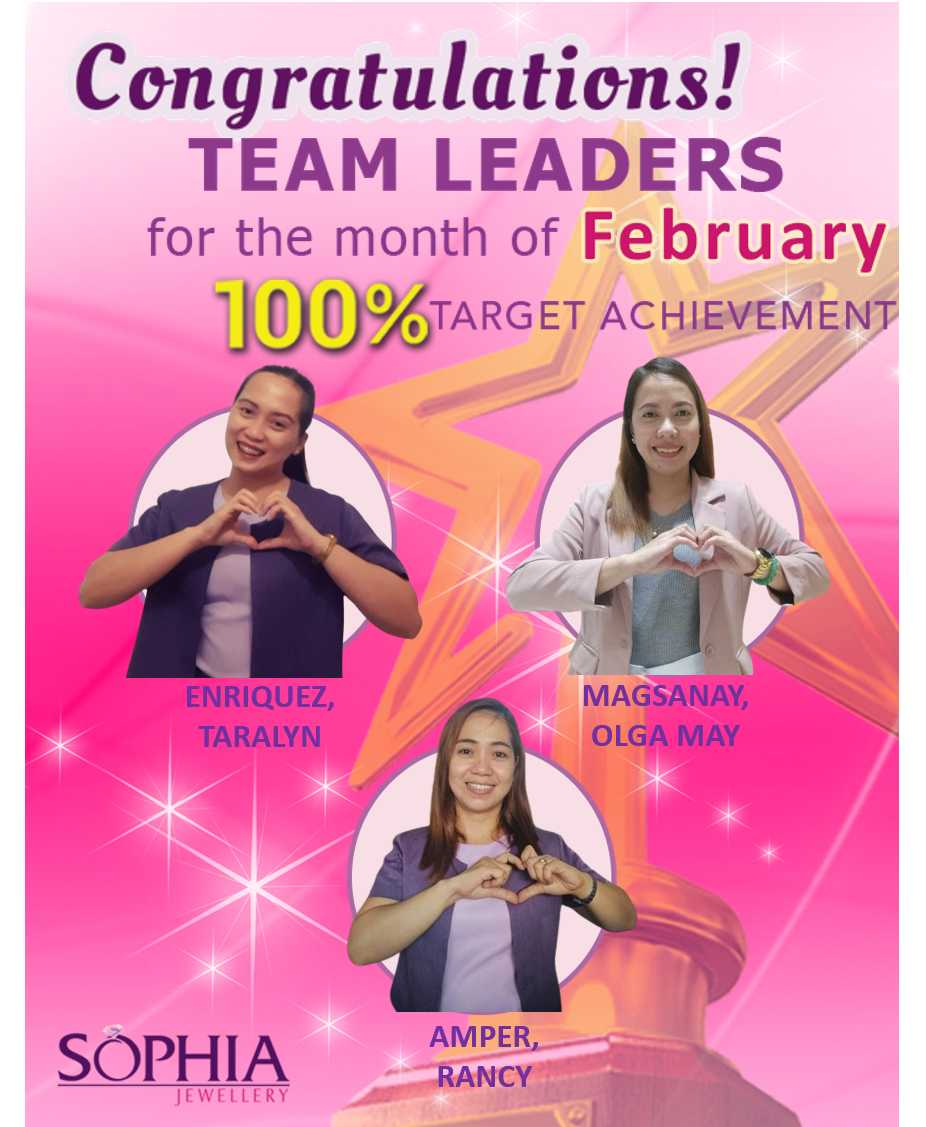 Congratulations!
TEAM LEADERS
for the month of February
100% TARGET ACHIEVEMENT
ENRIQUEZ,
TARALYN
MAGSANAY,
OLGA MAY
AMPER,
RANCY
SOPHIA
JEWELLERY